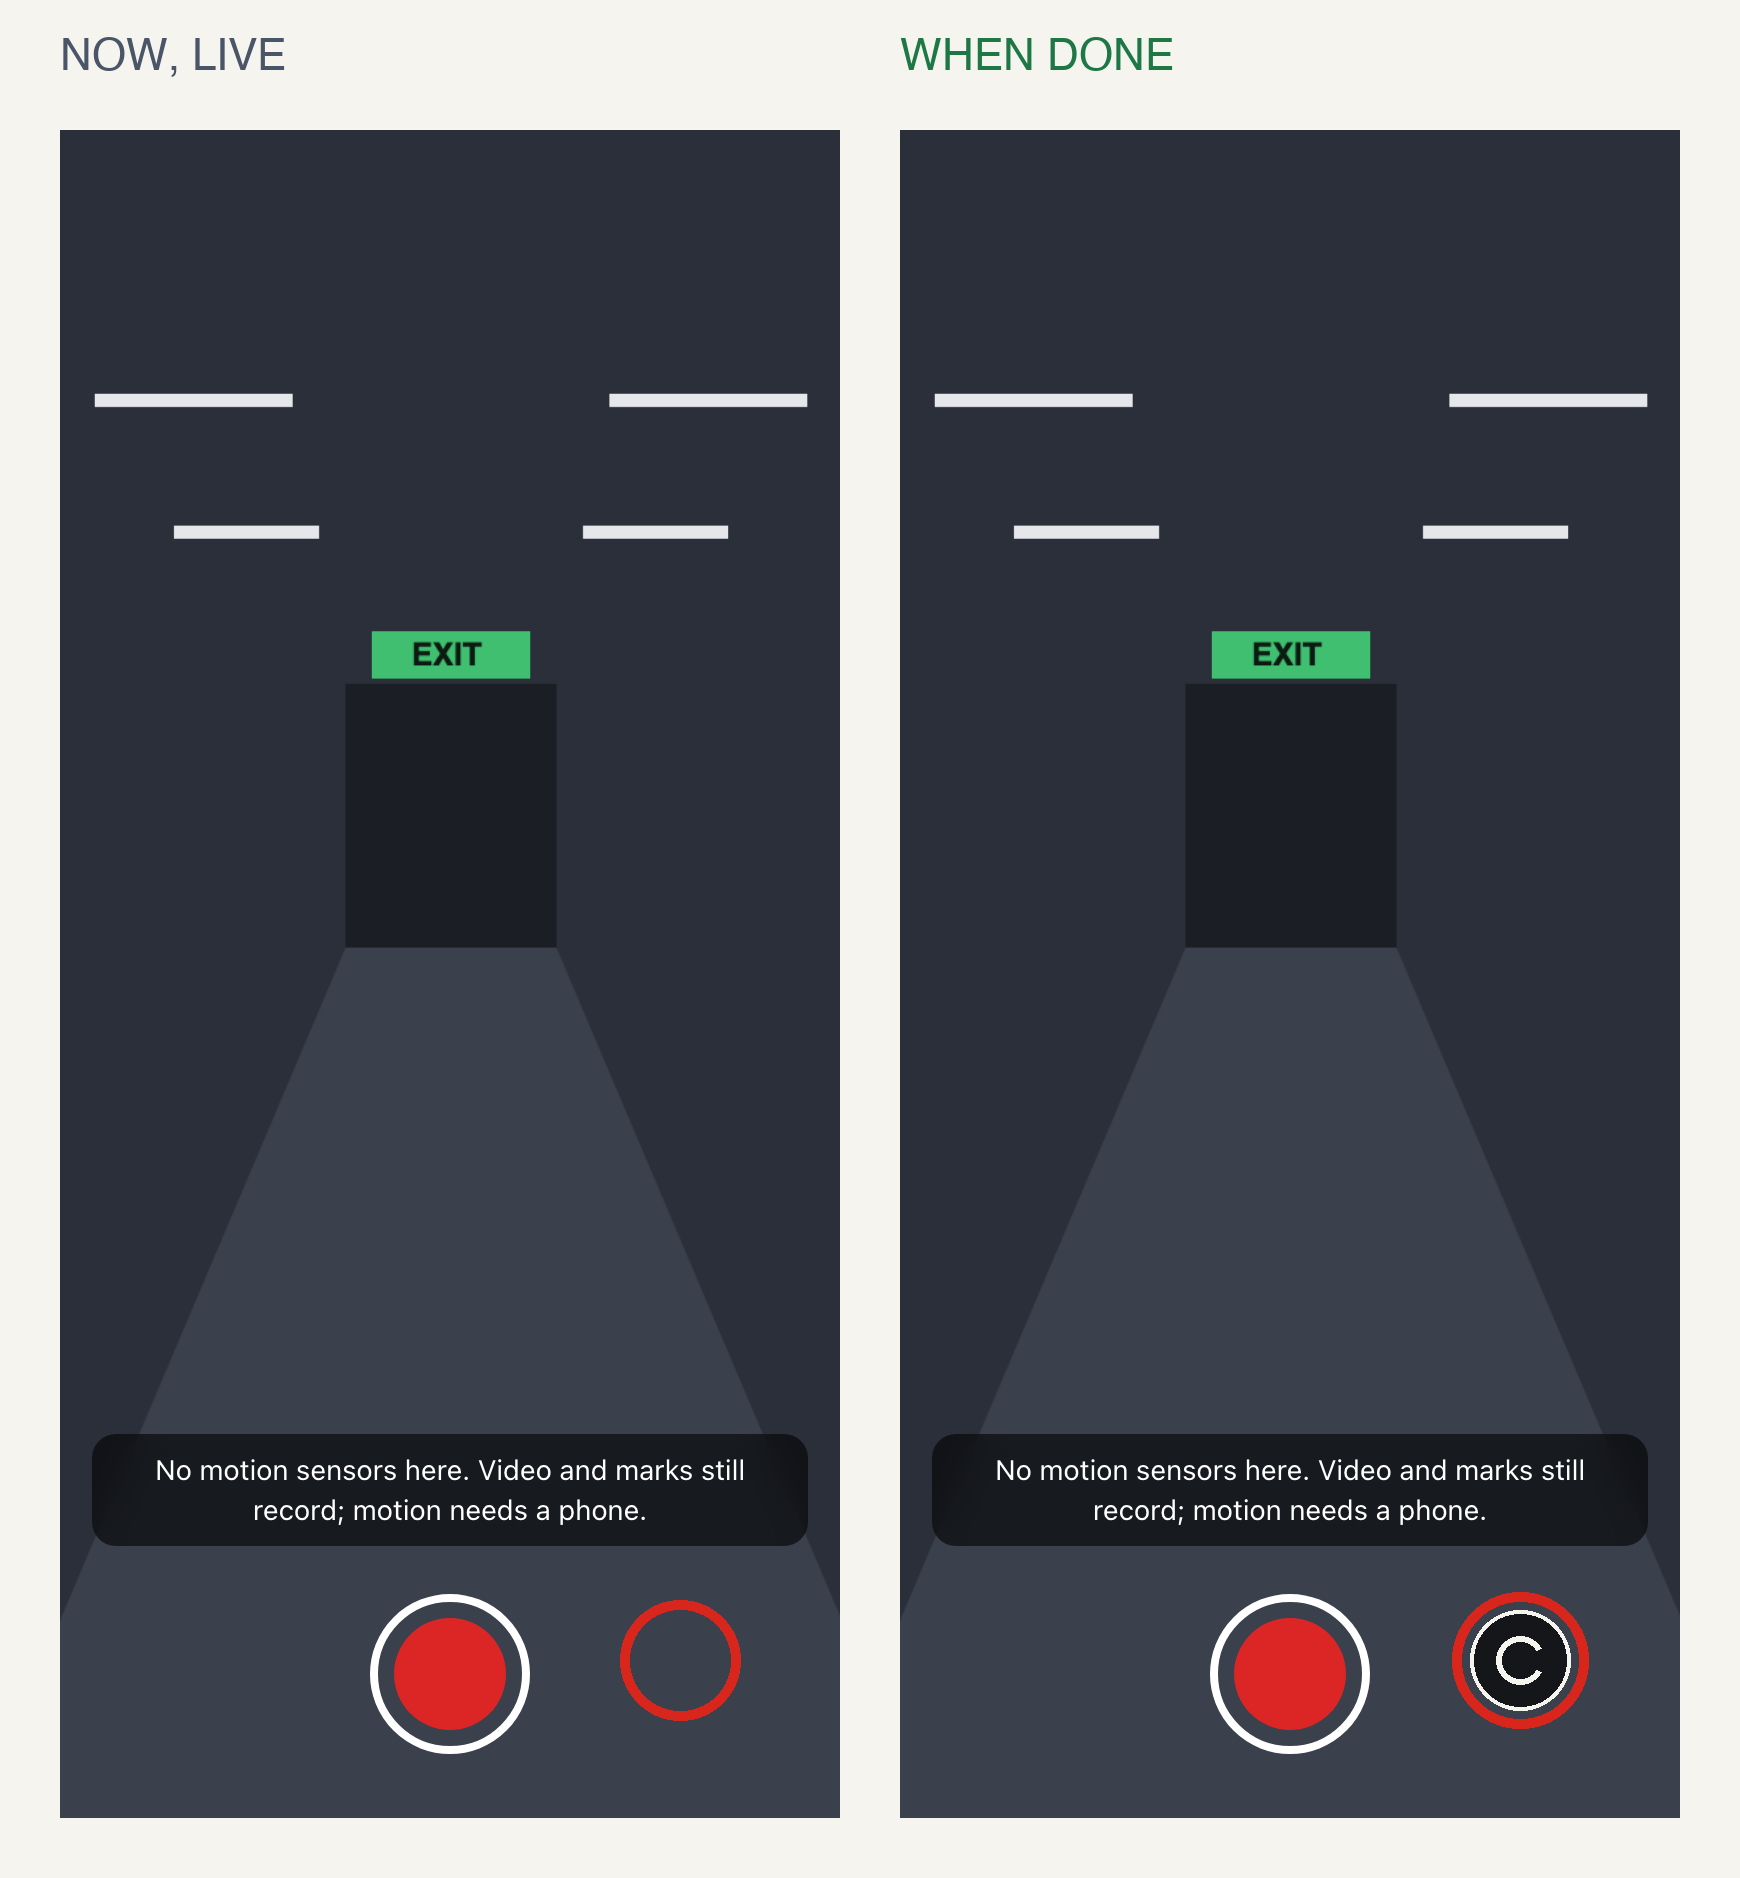 NOW, LIVE
WHEN DONE
EXIT
No motion sensors here. Video and marks still
record; motion needs a phone.
EXIT
No motion sensors here. Video and marks still
record; motion needs a phone.
C